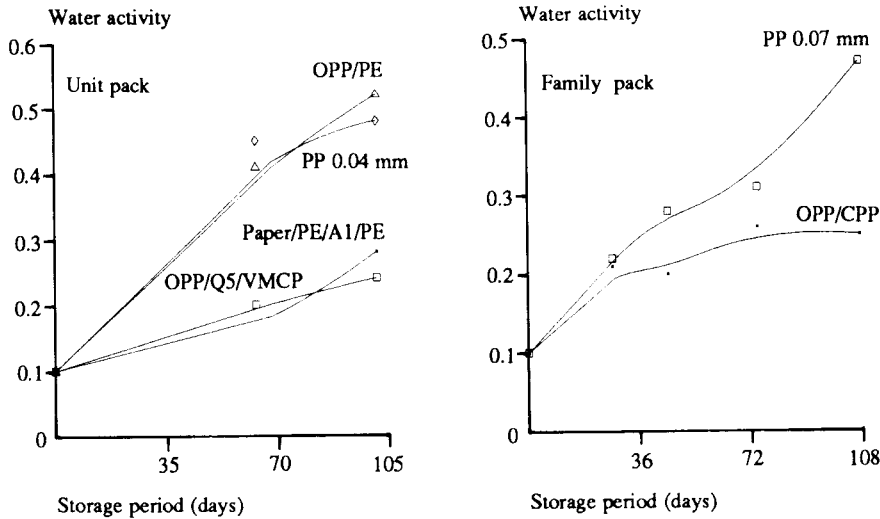 Water activity
0.6
0.5
0.4
0.3
0.2
0.1
0
Unit pack
OPP/PE
PP 0.04 mm
Paper/PE/A1/PE
OPP/Q5/VMCP
35 70 105
Storage period (days)
Water activity
0.5
0.4
0.3
0.2
0.1
0
Family pack
PP 0.07 mm
OPP/CPP
36 72 108
Storage period (days)